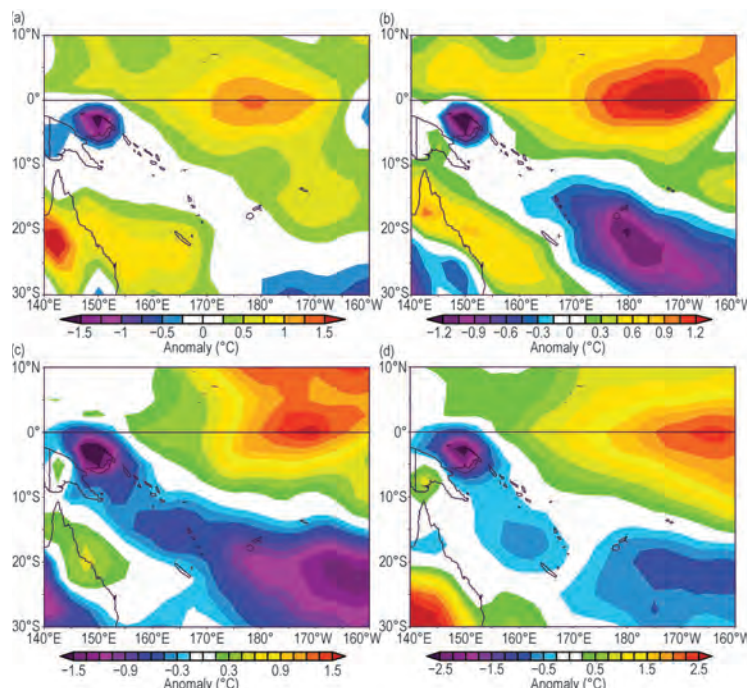 (a)
10°N
0°
10°S
20°S
30°S
140°E 150°E 160°E 170°E 180° 170°W 160°W
−1.5 −1 −0.5 0 0.5 1 1.5
Anomaly (°C)
(b)
10°N
0°
10°S
20°S
30°S
140°E 150°E 160°E 170°E 180° 170°W 160°W
−1.2 −0.9 −0.6 −0.3 0 0.3 0.6 0.9 1.2
Anomaly (°C)
(c)
10°N
0°
10°S
20°S
30°S
140°E 150°E 160°E 170°E 180° 170°W 160°W
−1.5 −0.9 −0.3 0.3 0.9 1.5
Anomaly (°C)
(d)
10°N
0°
10°S
20°S
30°S
140°E 150°E 160°E 170°E 180° 170°W 160°W
−2.5 −1.5 −0.5 0.5 1.5 2.5
Anomaly (°C)